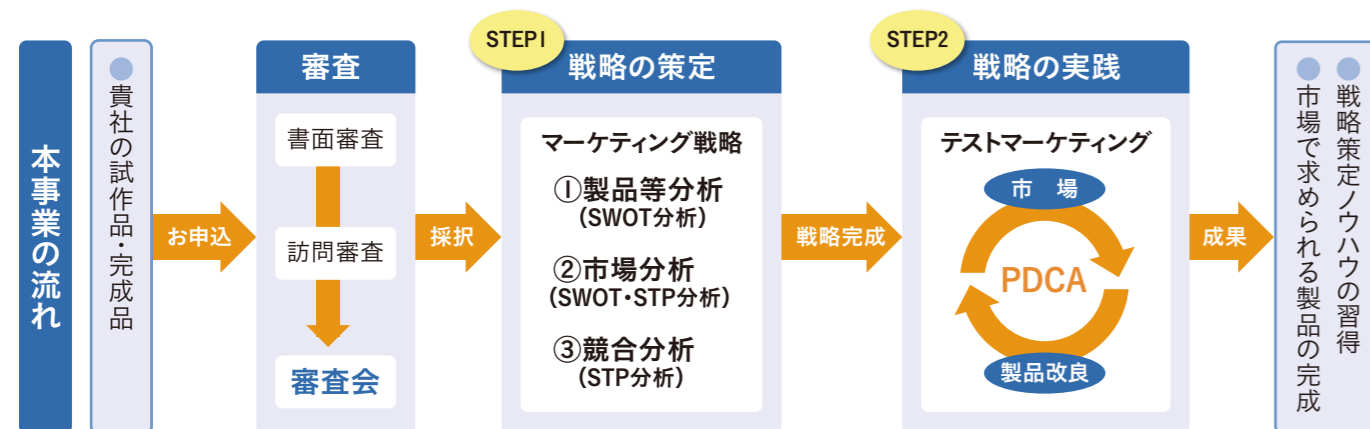 本事業の流れ
●貴社の試作品・完成品
お申込
審査
書面審査
訪問審査
審査会
採択
STEP1
戦略の策定
マーケティング戦略
①製品等分析
(SWOT分析)
②市場分析
(SWOT・STP分析)
③競合分析
(STP分析)
戦略完成
STEP2
戦略の実践
テストマーケティング
市 場
PDCA
製品改良
成果
●戦略策定ノウハウの習得
●市場で求められる製品の完成